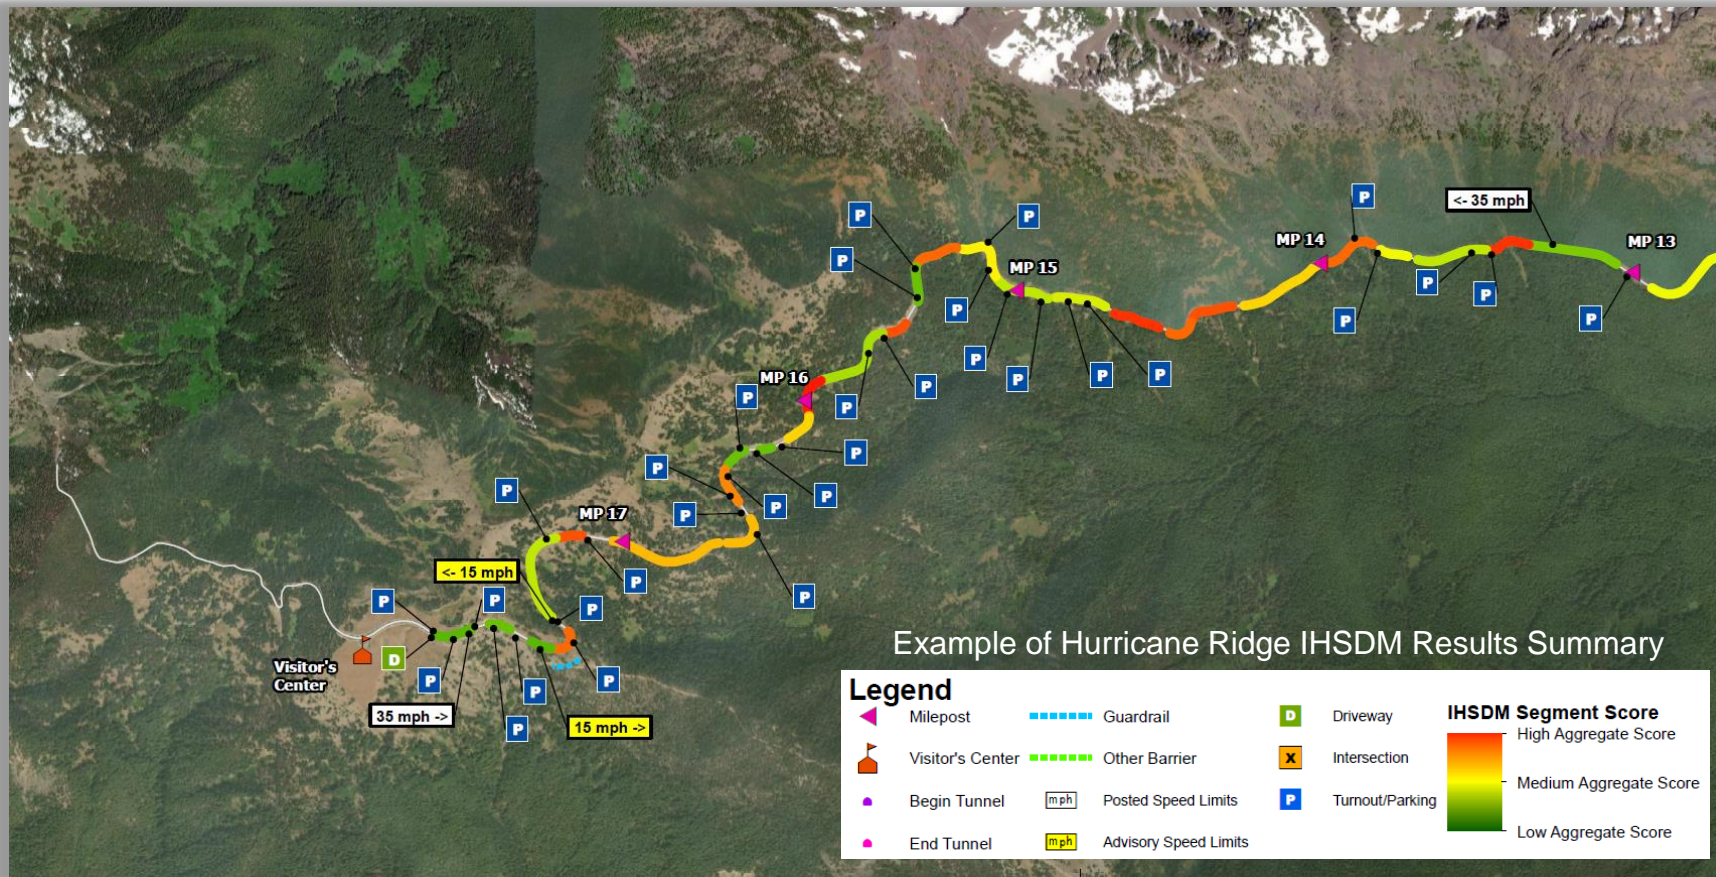 P
P
P
<- 35 mph
P
MP 14
MP 13
P
MP 15
P
P
P
P
P
P
P
P
P
P
MP 16
P
P
P
P
P
P
P
P
P
MP 17
P
P
<- 15 mph
P
P
P
Visitor's
Center
D
P
P
P
35 mph ->
P
15 mph ->
Example of Hurricane Ridge IHSDM Results Summary
Legend
Milepost
Visitor's Center
Begin Tunnel
End Tunnel
Guardrail
Other Barrier
mph
Posted Speed Limits
mph
Advisory Speed Limits
D
Driveway
X
Intersection
P
Turnout/Parking
IHSDM Segment Score
High Aggregate Score
Medium Aggregate Score
Low Aggregate Score